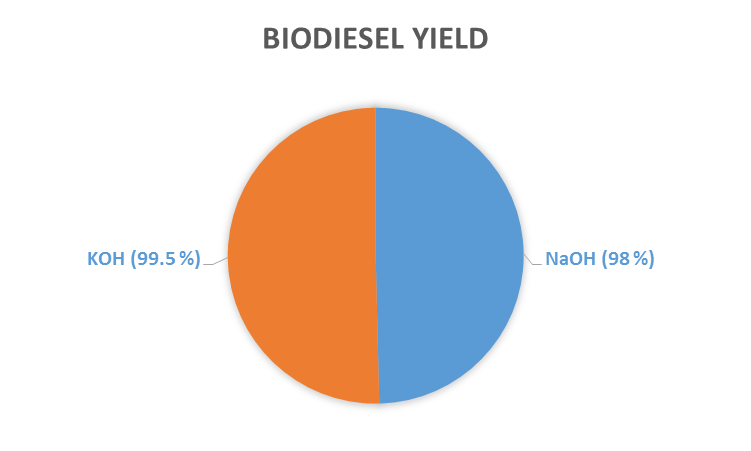 BIODIESEL YIELD
KOH (99.5 %)
NaOH (98 %)